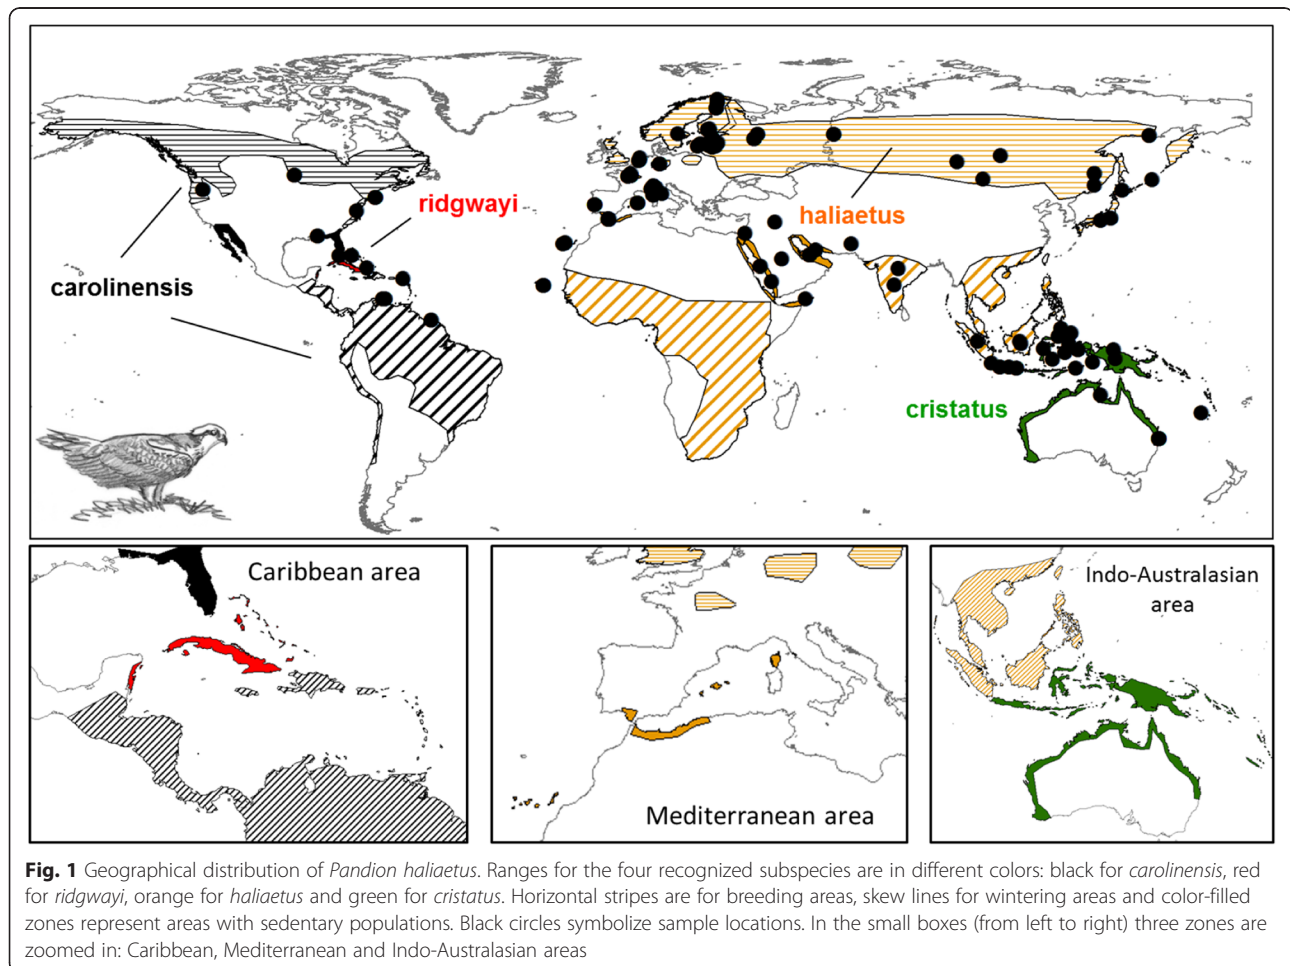 ridgwayi
haliaetus
carolinensis
cristatus
Caribbean area
Mediterranean area
Indo-Australasian
area
Fig. 1 Geographical distribution of Pandion haliaetus. Ranges for the four recognized subspecies are in different colors: black for carolinensis, red
for ridgwayi, orange for haliaetus and green for cristatus. Horizontal stripes are for breeding areas, skew lines for wintering areas and color-filled
zones represent areas with sedentary populations. Black circles symbolize sample locations. In the small boxes (from left to right) three zones are
zoomed in: Caribbean, Mediterranean and Indo-Australasian areas